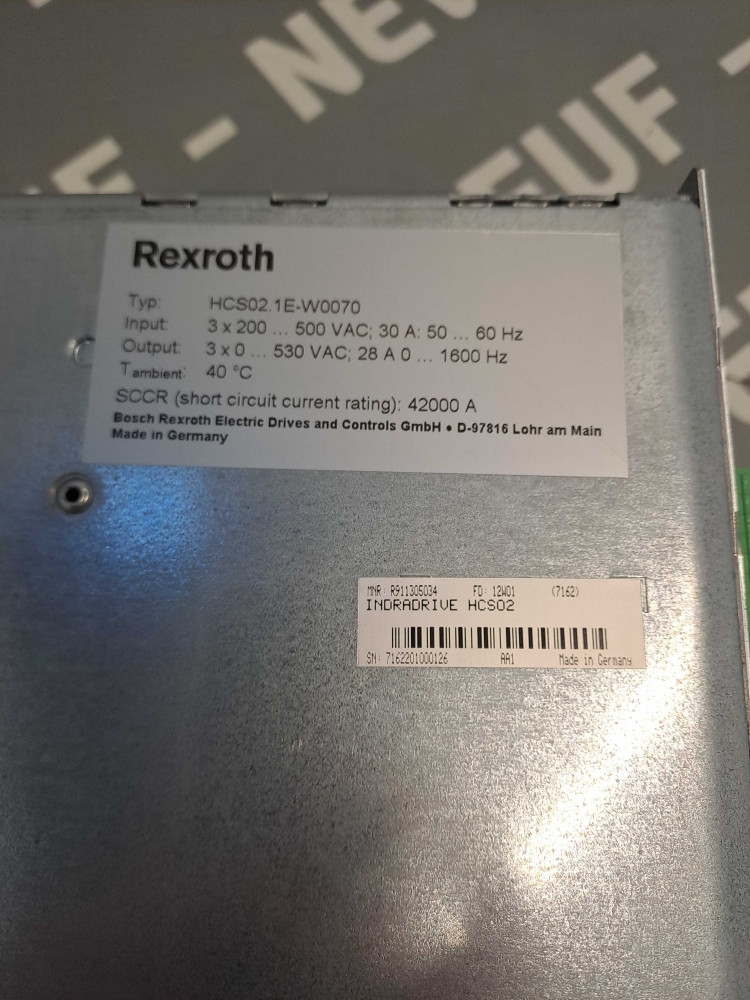 - NEW
F - NEUF -
Rexroth
Typ: HCS02.1E-W0070
Input: 3 x 200 ... 500 VAC; 30 A: 50 ... 60 Hz
Output: 3 x 0 ... 530 VAC; 28 A 0 ... 1600 Hz
Tambient: 40 °C
SCCR (short circuit current rating): 42000 A
Bosch Rexroth Electric Drives and Controls GmbH • D-97816 Lohr am Main
Made in Germany
MNR: R911305034 FD: 12W01 (7162)
INDRADRIVE HCS02
SN: 7162201000126 AA1 Made in Germany